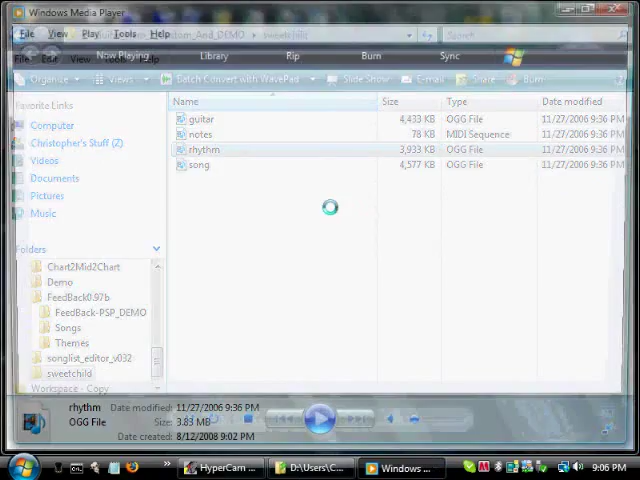 Windows Media Player
File View Play Tools Help
Now Playing Library Rip Burn Sync
Organize Views Batch Convert with WavePad Slide Show E-mail Share Burn
Favorite Links
Name Size Type Date modified
Computer
Christopher's Stuff (Z)
Videos
Documents
Pictures
Music
guitar 4,433 KB OGG File 11/27/2006 9:36 PM
notes 78 KB MIDI Sequence 11/27/2006 9:36 PM
rhythm 3,933 KB OGG File 11/27/2006 9:36 PM
song 4,577 KB OGG File 11/27/2006 9:36 PM
Folders
Chart2Mid2Chart
Demo
FeedBack0.97b
FeedBack-PSP_DEMO
Songs
Themes
songlist_editor_v032
sweetchild
Workspace - Copy
rhythm Date modified: 11/27/2006 9:36 PM
OGG File Size: 3.83 MB
Date created: 8/12/2008 9:02 PM
HyperCam ... D:\Users\C... Windows ... 9:06 PM